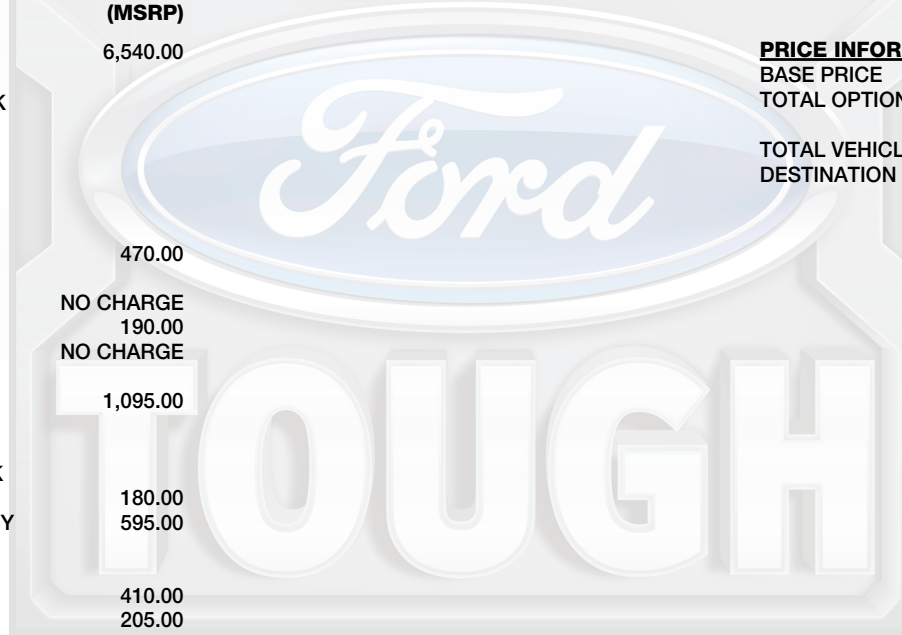 (MSRP)
6,540.00
PRICE INFOR
BASE PRICE
K
TOTAL OPTION
TOTAL VEHICL
DESTINATION
Ford
470.00
NO CHARGE
190.00
NO CHARGE
1,095.00
TOUGH
K
180.00
Y
595.00
410.00
205.00